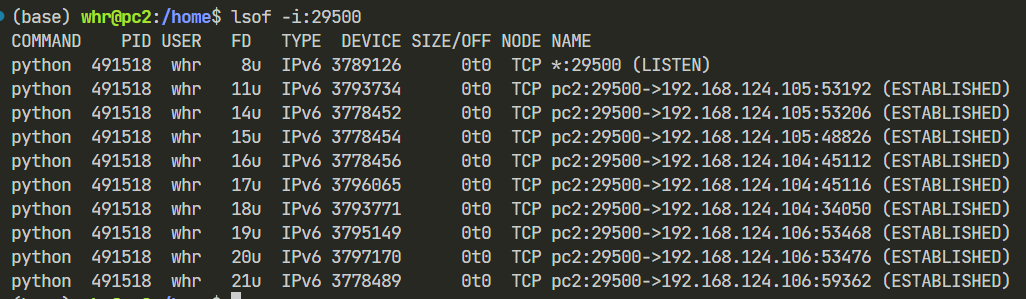 (base) whr@pc2:/home$ lsof -i:29500
COMMAND     PID USER   FD   TYPE  DEVICE SIZE/OFF NODE NAME
python  491518  whr    8u  IPv6 3789126      0t0  TCP *:29500 (LISTEN)
python  491518  whr   11u  IPv6 3793734      0t0  TCP pc2:29500->192.168.124.105:53192 (ESTABLISHED)
python  491518  whr   14u  IPv6 3778452      0t0  TCP pc2:29500->192.168.124.105:53206 (ESTABLISHED)
python  491518  whr   15u  IPv6 3778454      0t0  TCP pc2:29500->192.168.124.105:48826 (ESTABLISHED)
python  491518  whr   16u  IPv6 3778456      0t0  TCP pc2:29500->192.168.124.104:45112 (ESTABLISHED)
python  491518  whr   17u  IPv6 3796065      0t0  TCP pc2:29500->192.168.124.104:45116 (ESTABLISHED)
python  491518  whr   18u  IPv6 3793771      0t0  TCP pc2:29500->192.168.124.104:34050 (ESTABLISHED)
python  491518  whr   19u  IPv6 3795149      0t0  TCP pc2:29500->192.168.124.106:53468 (ESTABLISHED)
python  491518  whr   20u  IPv6 3797170      0t0  TCP pc2:29500->192.168.124.106:53476 (ESTABLISHED)
python  491518  whr   21u  IPv6 3778489      0t0  TCP pc2:29500->192.168.124.106:59362 (ESTABLISHED)